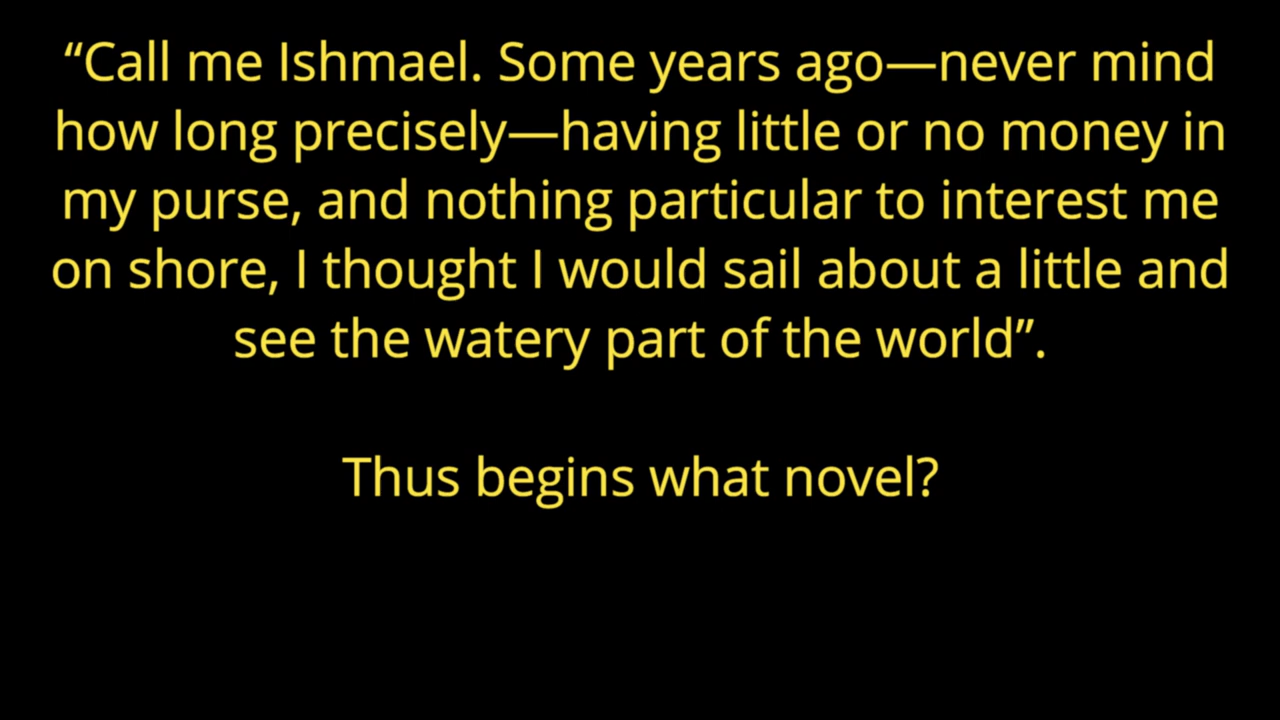 “Call me Ishmael. Some years ago—never mind
how long precisely—having little or no money in
my purse, and nothing particular to interest me
on shore, I thought I would sail about a little and
see the watery part of the world”.
Thus begins what novel?